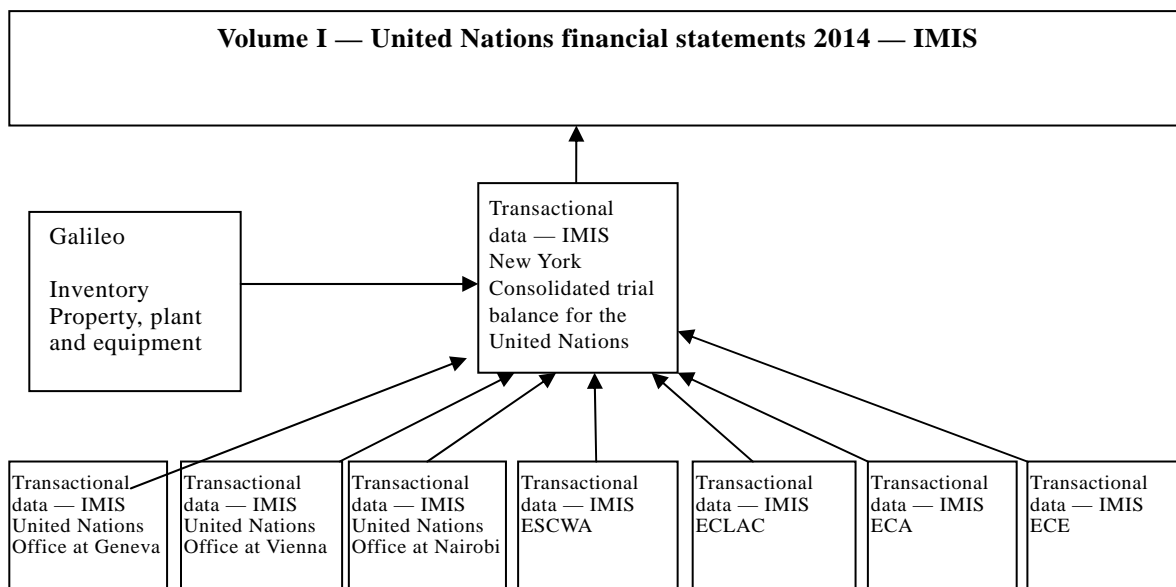 Volume I — United Nations financial statements 2014 — IMIS
Galileo
Inventory
Property, plant
and equipment
Transactional
data — IMIS
New York
Consolidated trial
balance for the
United Nations
Transactional
data — IMIS
United Nations
Office at Geneva
Transactional
data — IMIS
United Nations
Office at Vienna
Transactional
data — IMIS
United Nations
Office at Nairobi
Transactional
data — IMIS
ESCWA
Transactional
data — IMIS
ECLAC
Transactional
data — IMIS
ECA
Transactional
data — IMIS
ECE